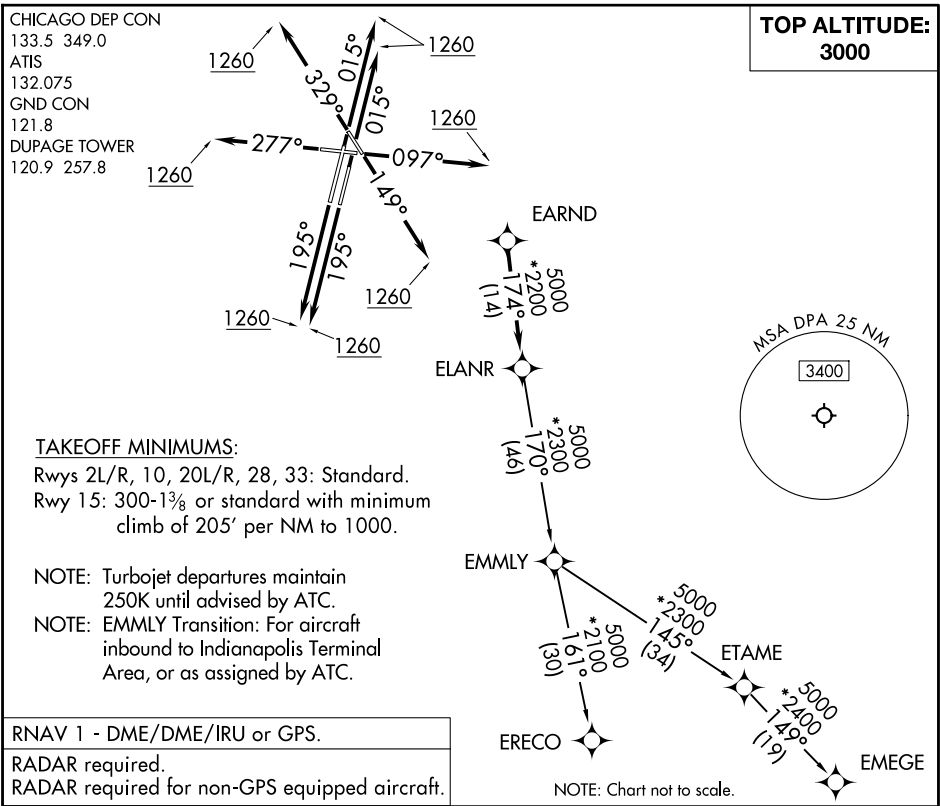 CHICAGO DEP CON
133.5 349.0
ATIS
132.075
GND CON
121.8
DUPAGE TOWER
120.9 257.8
TOP ALTITUDE:
3000
1260
1260
015°
015°
329°
1260
277°
097°
1260
149°
195°
195°
1260
1260
1260
EARND
5000
*2200
174°
(14)
ELANR
MSA DPA 25 NM
3400
5000
*2300
170°
(46)
TAKEOFF MINIMUMS:
Rwys 2L/R, 10, 20L/R, 28, 33: Standard.
Rwy 15: 300-1⅜ or standard with minimum
climb of 205' per NM to 1000.
NOTE: Turbojet departures maintain
250K until advised by ATC.
NOTE: EMMLY Transition: For aircraft
inbound to Indianapolis Terminal
Area, or as assigned by ATC.
EMMLY
5000
*2300
145°
(34)
5000
*2100
161°
(30)
ETAME
5000
*2400
149°
(19)
ERECO
EMEGE
RNAV 1 - DME/DME/IRU or GPS.
RADAR required.
RADAR required for non-GPS equipped aircraft.
NOTE: Chart not to scale.